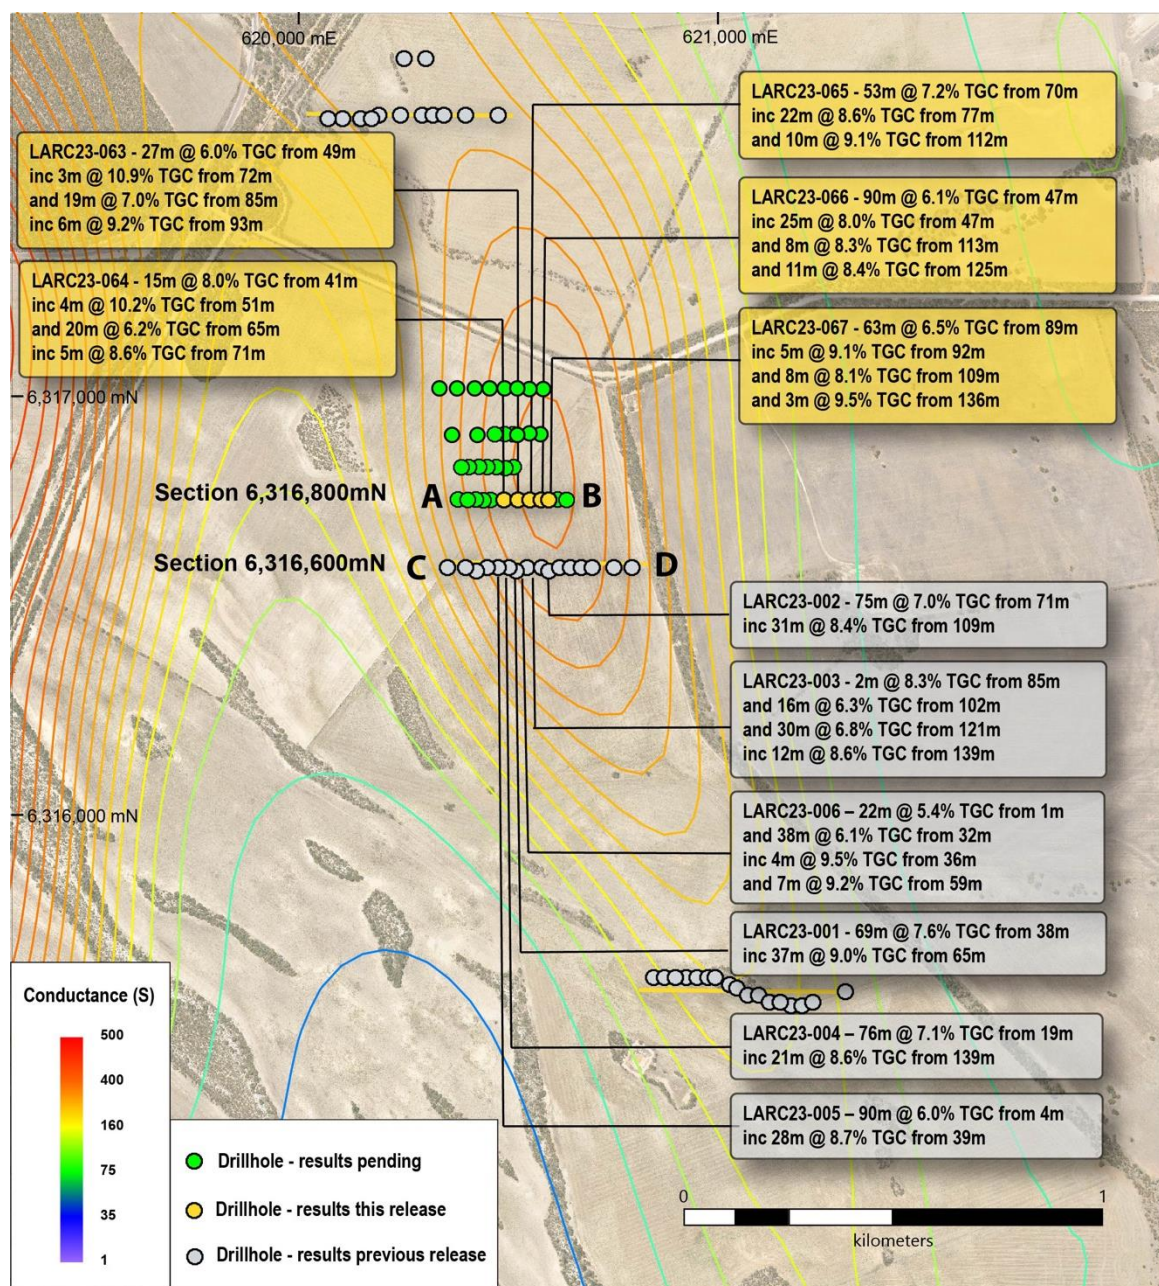 620,000 mE
621,000 mE
LARC23-065 - 53m @ 7.2% TGC from 70m
inc 22m @ 8.6% TGC from 77m
and 10m @ 9.1% TGC from 112m
LARC23-063 - 27m @ 6.0% TGC from 49m
inc 3m @ 10.9% TGC from 72m
and 19m @ 7.0% TGC from 85m
inc 6m @ 9.2% TGC from 93m
LARC23-066 - 90m @ 6.1% TGC from 47m
inc 25m @ 8.0% TGC from 47m
and 8m @ 8.3% TGC from 113m
and 11m @ 8.4% TGC from 125m
LARC23-064 - 15m @ 8.0% TGC from 41m
inc 4m @ 10.2% TGC from 51m
and 20m @ 6.2% TGC from 65m
inc 5m @ 8.6% TGC from 71m
LARC23-067 - 63m @ 6.5% TGC from 89m
inc 5m @ 9.1% TGC from 92m
and 8m @ 8.1% TGC from 109m
and 3m @ 9.5% TGC from 136m
6,317,000 mN
Section 6,316,800mN A B
Section 6,316,600mN C D
LARC23-002 - 75m @ 7.0% TGC from 71m
inc 31m @ 8.4% TGC from 109m
LARC23-003 - 2m @ 8.3% TGC from 85m
and 16m @ 6.3% TGC from 102m
and 30m @ 6.8% TGC from 121m
inc 12m @ 8.6% TGC from 139m
6,316,000 mN
LARC23-006 – 22m @ 5.4% TGC from 1m
and 38m @ 6.1% TGC from 32m
inc 4m @ 9.5% TGC from 36m
and 7m @ 9.2% TGC from 59m
LARC23-001 - 69m @ 7.6% TGC from 38m
inc 37m @ 9.0% TGC from 65m
LARC23-004 – 76m @ 7.1% TGC from 19m
inc 21m @ 8.6% TGC from 139m
LARC23-005 – 90m @ 6.0% TGC from 4m
inc 28m @ 8.7% TGC from 39m
Conductance (S)
500
400
160
75
35
1
Drillhole - results pending
Drillhole - results this release
Drillhole - results previous release
0 1
kilometers